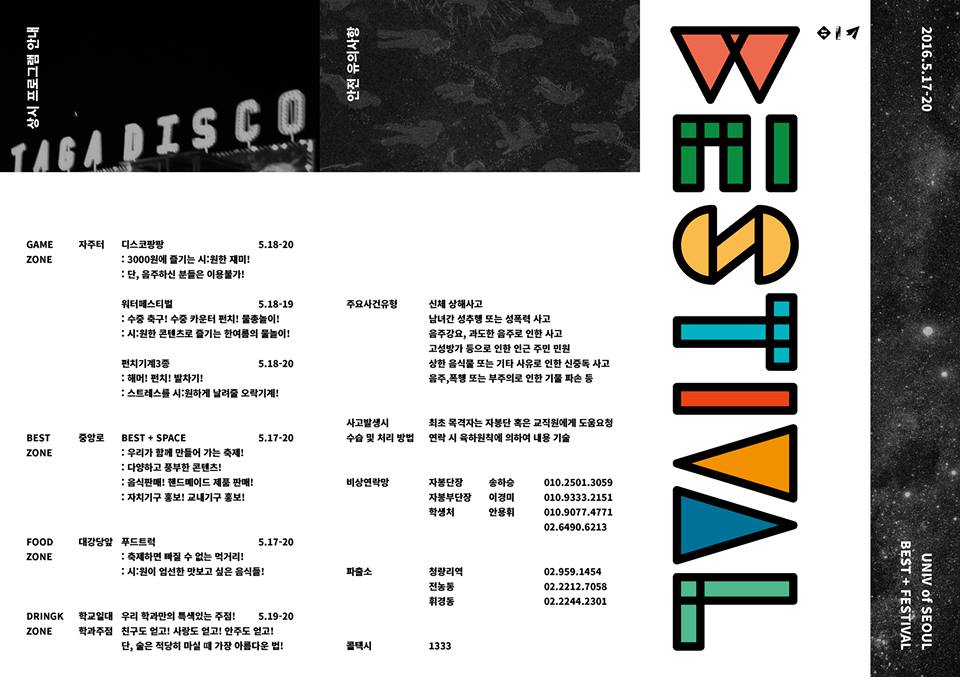 상시 프로그램 안내
TAGADISCO
안전 유의사항
GAME ZONE
자주터
디스코팡팡 5.18-20
: 3000원에 즐기는 시:원한 재미!
: 단, 음주하신 분들은 이용불가!
워터페스티벌 5.18-19
: 수중 축구! 수중 카운터 펀치! 물총놀이!
: 시:원한 콘텐츠로 즐기는 한여름의 물놀이!
펀치기계3종 5.18-20
: 해머! 펀치! 발차기!
: 스트레스를 시:원하게 날려줄 오락기계!
BEST ZONE
중앙로
BEST + SPACE 5.17-20
: 우리가 함께 만들어 가는 축제!
: 다양하고 풍부한 콘텐츠!
: 음식판매! 핸드메이드 제품 판매!
: 자치기구 홍보! 교내기구 홍보!
FOOD ZONE
대강당앞
푸드트럭 5.17-20
: 축제하면 빠질 수 없는 먹거리!
: 시:원이 엄선한 맛보고 싶은 음식들!
DRINGK ZONE
학교일대 학과주점
우리 학과만의 특색있는 주점! 5.19-20
친구도 얻고! 사랑도 얻고! 안주도 얻고!
단, 술은 적당히 마실 때 가장 아름다운 법!
주요사건유형
신체 상해사고
남녀간 성추행 또는 성폭력 사고
음주강요, 과도한 음주로 인한 사고
고성방가 등으로 인한 인근 주민 민원
상한 음식물 또는 기타 사유로 인한 신중독 사고
음주,폭행 또는 부주의로 인한 기물 파손 등
사고발생시 최초 목격자는 자봉단 혹은 교직원에게 도움요청
수습 및 처리 방법 연락 시 육하원칙에 의하여 내용 기술
비상연락망 자봉단장 송하승 010.2501.3059
자봉부단장 이경미 010.9333.2151
학생처 안용휘 010.9077.4771
02.6490.6213
파출소 청량리역 02.959.1454
전농동 02.2212.7058
휘경동 02.2244.2301
콜택시 1333
WESTIVAL
2016.5.17-20
UNIV of SEOUL
BEST + FESTIVAL